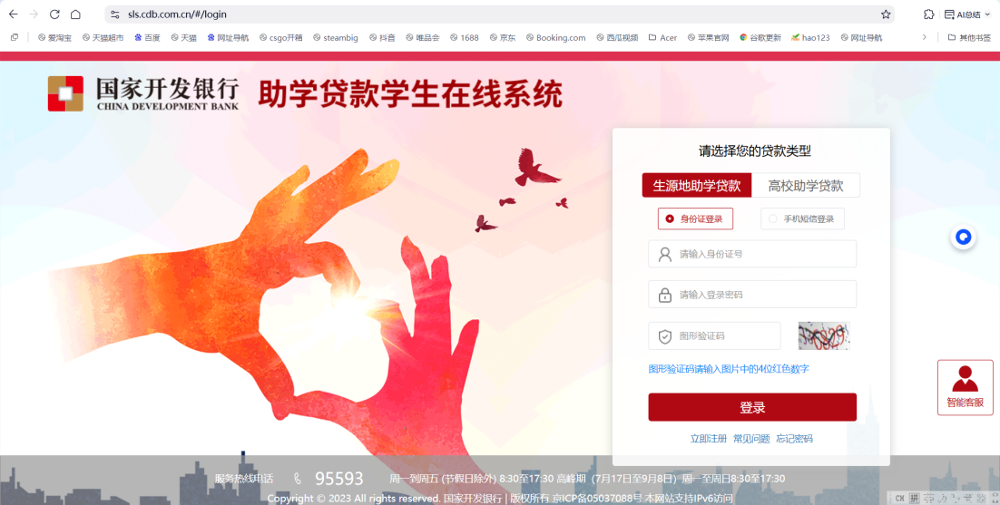 sls.cdb.com.cn/#/login
AI总结
爱淘宝 天猫超市 百度 天猫 网址导航 csgo开箱 steambig 抖音 唯品会 1688 京东 Booking.com 西瓜视频 Acer 苹果官网 谷歌更新 hao123 网址导航 其他书签
国家开发银行 助学贷款学生在线系统
CHINA DEVELOPMENT BANK
请选择您的贷款类型
生源地助学贷款 高校助学贷款
身份证登录 手机短信登录
请输入身份证号
请输入登录密码
图形验证码
图形验证码请输入图片中的4位红色数字
登录
立即注册 常见问题 忘记密码
智能客服
服务热线电话 95593 周一到周五 (节假日除外) 8:30至17:30 高峰期（7月17日至9月8日）周一至周日8:30至17:30
Copyright © 2023 All rights reserved. 国家开发银行 | 版权所有 京ICP备05037088号 本网站支持IPv6访问
CH 拼